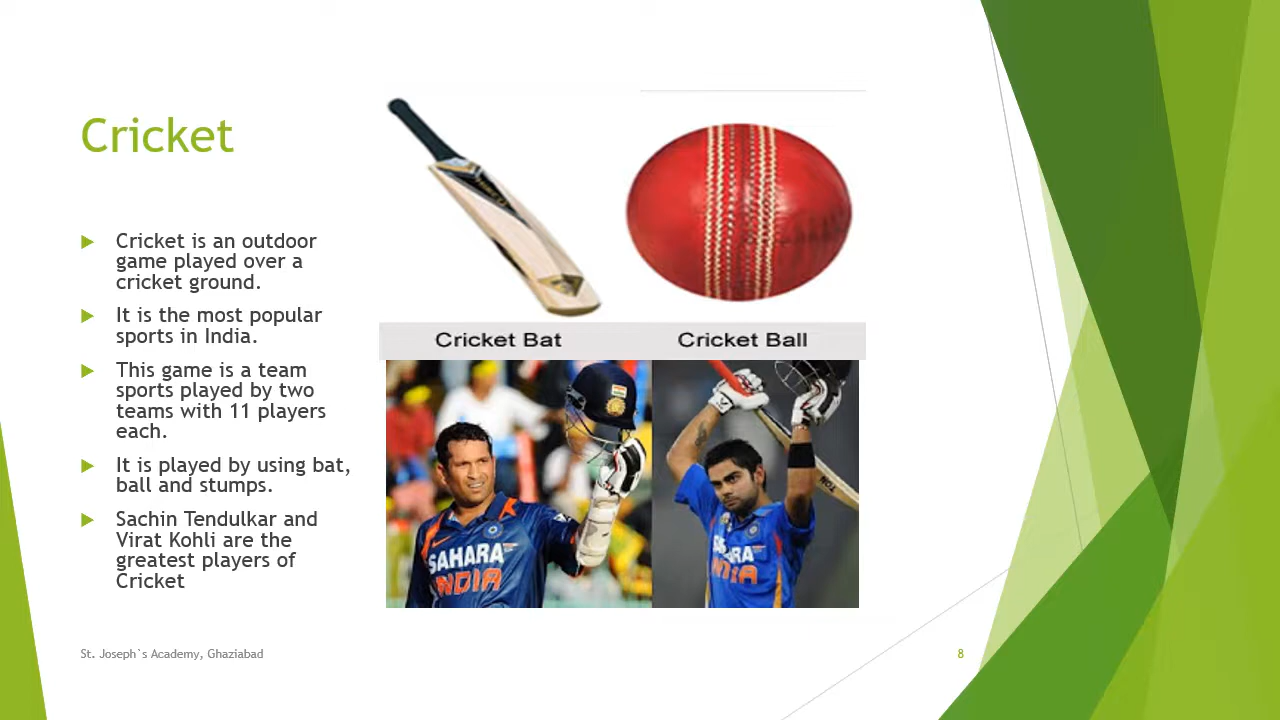 Cricket
Cricket is an outdoor
game played over a
cricket ground.
It is the most popular
sports in India.
This game is a team
sports played by two
teams with 11 players
each.
It is played by using bat,
ball and stumps.
Sachin Tendulkar and
Virat Kohli are the
greatest players of
Cricket
Cricket Bat
Cricket Ball
SAHARA
INDIA
TON
St. Joseph`s Academy, Ghaziabad
8